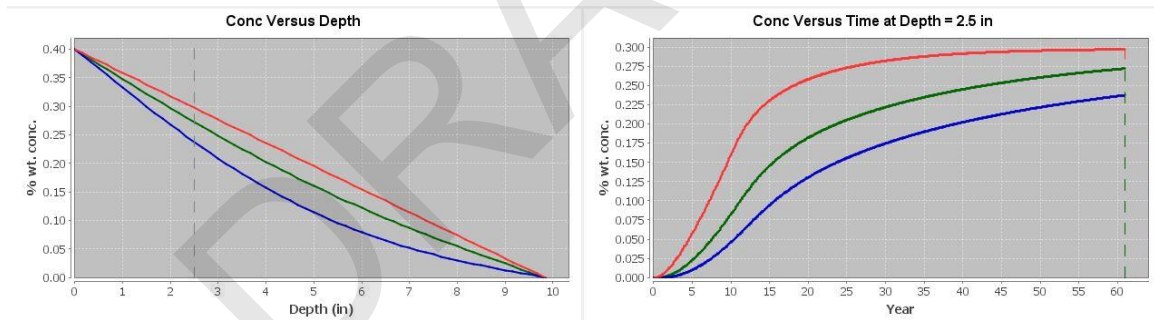 Conc Versus Depth
% wt. conc.
0.40
0.35
0.30
0.25
0.20
0.15
0.10
0.05
0.00
0 1 2 3 4 5 6 7 8 9 10
Depth (in)
Conc Versus Time at Depth = 2.5 in
% wt. conc.
0.300
0.275
0.250
0.225
0.200
0.175
0.150
0.125
0.100
0.075
0.050
0.025
0.000
0 5 10 15 20 25 30 35 40 45 50 55 60
Year
DRA